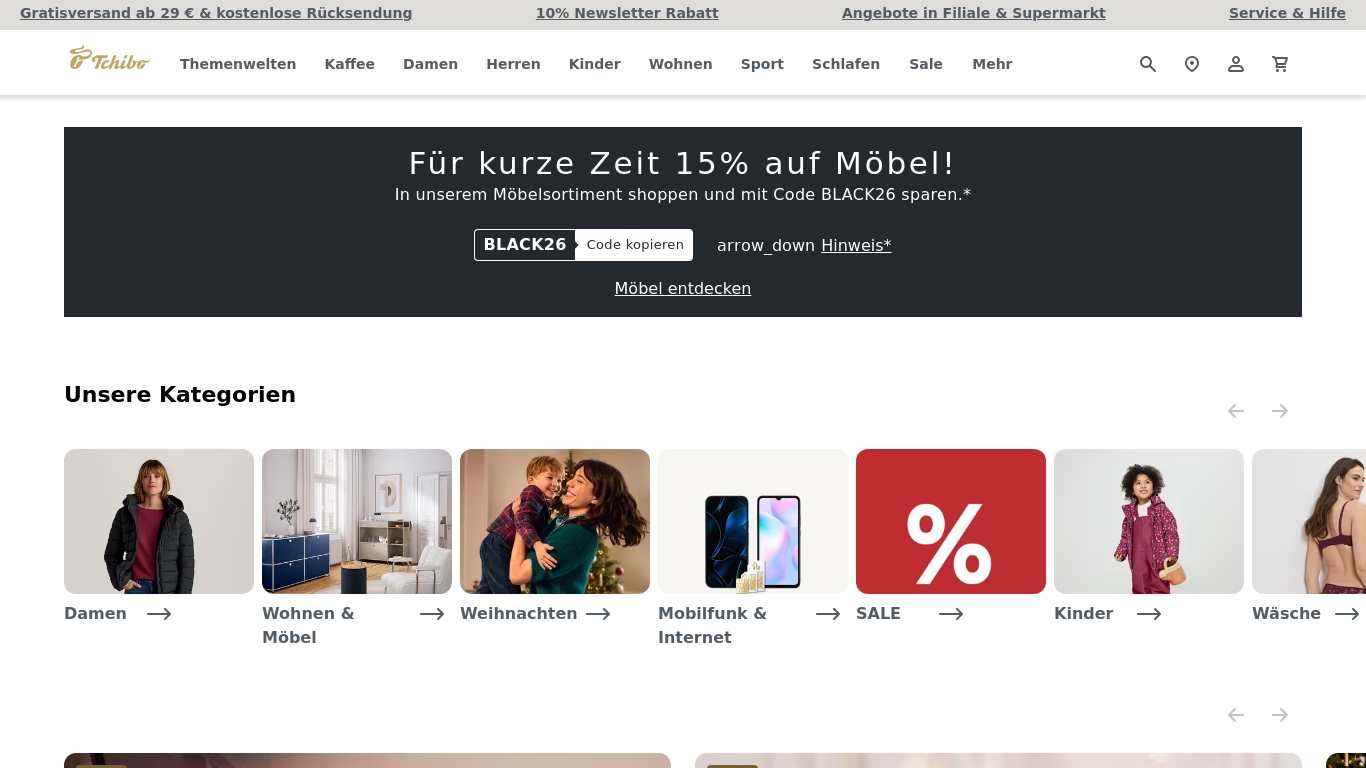 Gratisversand ab 29 € & kostenlose Rücksendung
10% Newsletter Rabatt
Angebote in Filiale & Supermarkt
Service & Hilfe
Tchibo
Themenwelten
Kaffee
Damen
Herren
Kinder
Wohnen
Sport
Schlafen
Sale
Mehr
Für kurze Zeit 15% auf Möbel!
In unserem Möbelsortiment shoppen und mit Code BLACK26 sparen.*
BLACK26
Code kopieren
arrow_down Hinweis*
Möbel entdecken
Unsere Kategorien
%
Damen
Wohnen &
Möbel
Weihnachten
Mobilfunk &
Internet
SALE
Kinder
Wäsche